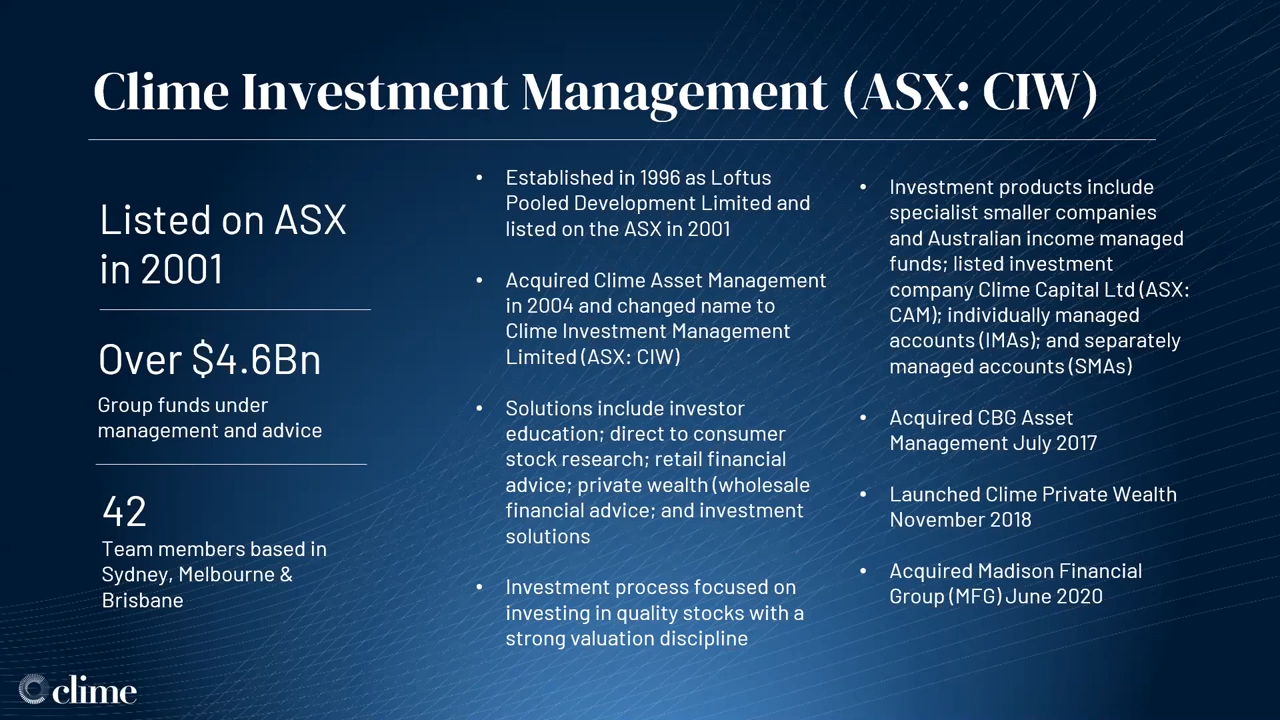 Clime Investment Management (ASX: CIW)
Listed on ASX
in 2001
Over $4.6Bn
Group funds under
management and advice
42
Team members based in
Sydney, Melbourne &
Brisbane
• Established in 1996 as Loftus
Pooled Development Limited and
listed on the ASX in 2001
• Acquired Clime Asset Management
in 2004 and changed name to
Clime Investment Management
Limited (ASX: CIW)
• Solutions include investor
education; direct to consumer
stock research; retail financial
advice; private wealth (wholesale
financial advice; and investment
solutions
• Investment process focused on
investing in quality stocks with a
strong valuation discipline
• Investment products include
specialist smaller companies
and Australian income managed
funds; listed investment
company Clime Capital Ltd (ASX:
CAM); individually managed
accounts (IMAs); and separately
managed accounts (SMAs)
• Acquired CBG Asset
Management July 2017
• Launched Clime Private Wealth
November 2018
• Acquired Madison Financial
Group (MFG) June 2020
clime